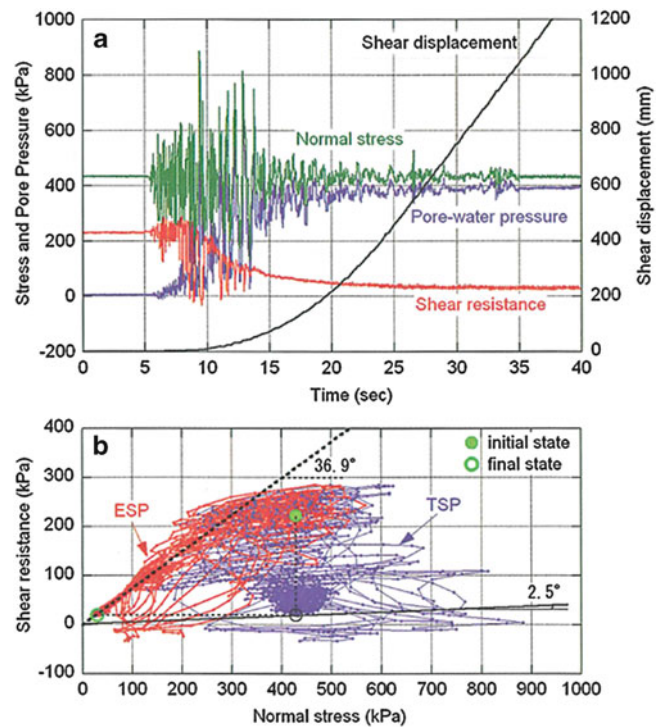 a
1000
800
600
400
200
0
-200
Stress and Pore Pressure (kPa)
Shear displacement
Normal stress
Pore-water pressure
Shear resistance
1200
1000
800
600
400
200
0
Shear displacement (mm)
0 5 10 15 20 25 30 35 40
Time (sec)
b
400
300
200
100
0
-100
Shear resistance (kPa)
initial state
final state
36.9°
ESP
TSP
2.5°
0 100 200 300 400 500 600 700 800 900 1000
Normal stress (kPa)